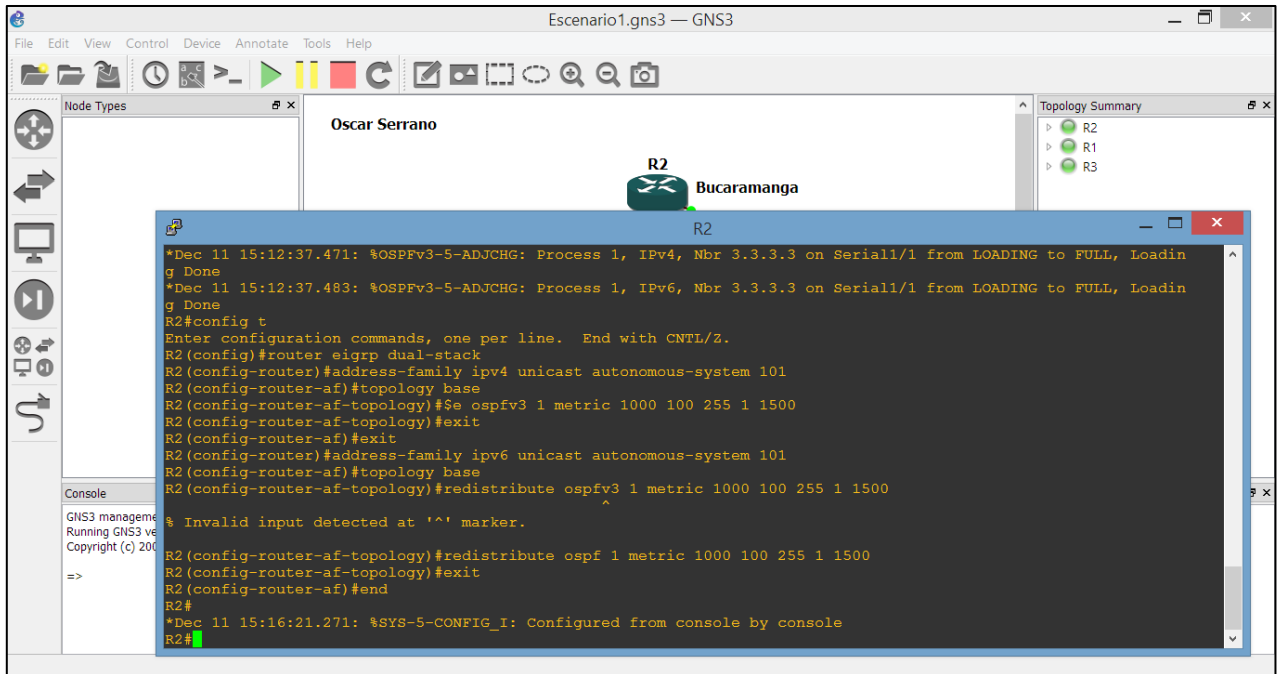 Escenario1.gns3 — GNS3
File Edit View Control Device Annotate Tools Help
Node Types
Oscar Serrano
R2
Bucaramanga
Topology Summary
R2
R1
R3
R2
*Dec 11 15:12:37.471: %OSPFv3-5-ADJCHG: Process 1, IPv4, Nbr 3.3.3.3 on Serial1/1 from LOADING to FULL, Loadin
g Done
*Dec 11 15:12:37.483: %OSPFv3-5-ADJCHG: Process 1, IPv6, Nbr 3.3.3.3 on Serial1/1 from LOADING to FULL, Loadin
g Done
R2#config t
Enter configuration commands, one per line.  End with CNTL/Z.
R2(config)#router eigrp dual-stack
R2(config-router)#address-family ipv4 unicast autonomous-system 101
R2(config-router-af)#topology base
R2(config-router-af-topology)#$e ospfv3 1 metric 1000 100 255 1 1500
R2(config-router-af-topology)#exit
R2(config-router-af)#exit
R2(config-router)#address-family ipv6 unicast autonomous-system 101
R2(config-router-af)#topology base
R2(config-router-af-topology)#redistribute ospfv3 1 metric 1000 100 255 1 1500
^
% Invalid input detected at '^' marker.
R2(config-router-af-topology)#redistribute ospf 1 metric 1000 100 255 1 1500
R2(config-router-af-topology)#exit
R2(config-router-af)#end
R2#
*Dec 11 15:16:21.271: %SYS-5-CONFIG_I: Configured from console by console
R2#
Console
GNS3 manageme
Running GNS3 ve
Copyright (c) 200
=>